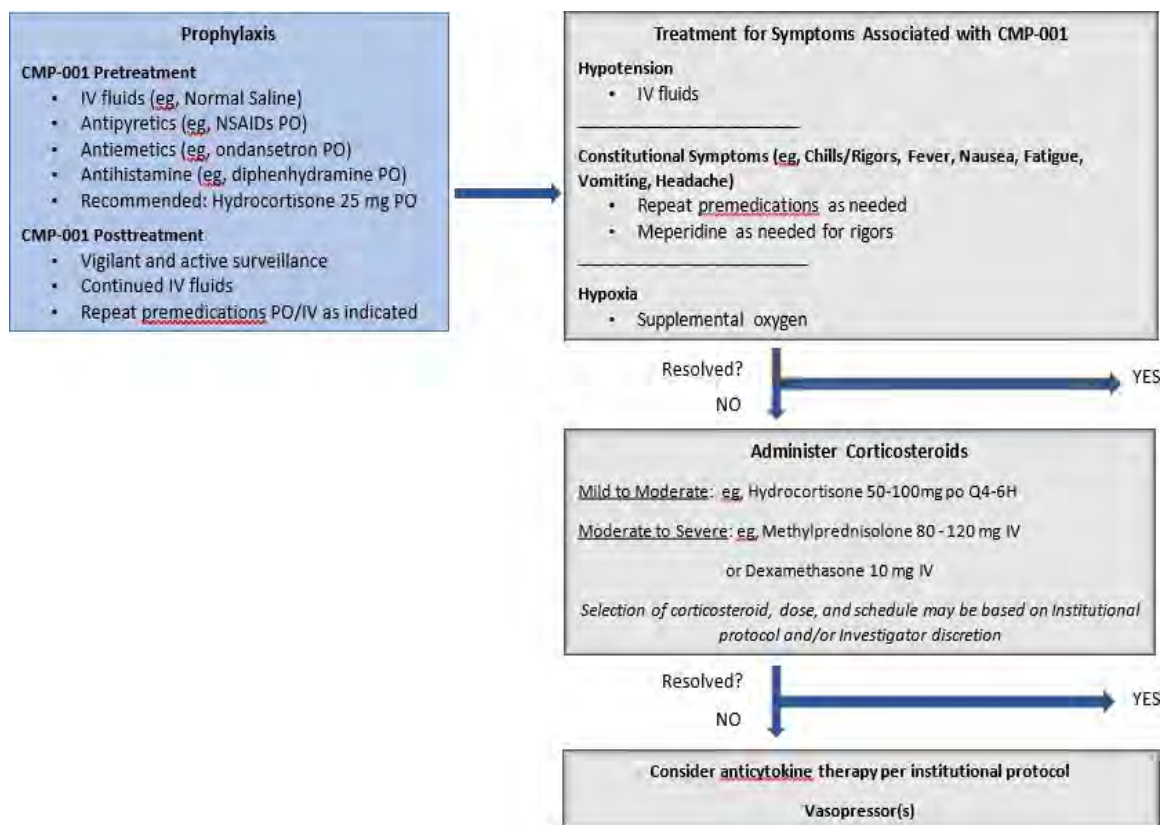 Prophylaxis
CMP-001 Pretreatment
• IV fluids (eg, Normal Saline)
• Antipyretics (eg, NSAIDs PO)
• Antiemetics (eg, ondansetron PO)
• Antihistamine (eg, diphenhydramine PO)
• Recommended: Hydrocortisone 25 mg PO
CMP-001 Posttreatment
• Vigilant and active surveillance
• Continued IV fluids
• Repeat premedications PO/IV as indicated
Treatment for Symptoms Associated with CMP-001
Hypotension
• IV fluids
Constitutional Symptoms (eg, Chills/Rigors, Fever, Nausea, Fatigue,
Vomiting, Headache)
• Repeat premedications as needed
• Meperidine as needed for rigors
Hypoxia
• Supplemental oxygen
Resolved?
YES
NO
Administer Corticosteroids
Mild to Moderate: eg, Hydrocortisone 50-100mg po Q4-6H
Moderate to Severe: eg, Methylprednisolone 80 - 120 mg IV
or Dexamethasone 10 mg IV
Selection of corticosteroid, dose, and schedule may be based on Institutional
protocol and/or Investigator discretion
Resolved?
YES
NO
Consider anticytokine therapy per institutional protocol
Vasopressor(s)